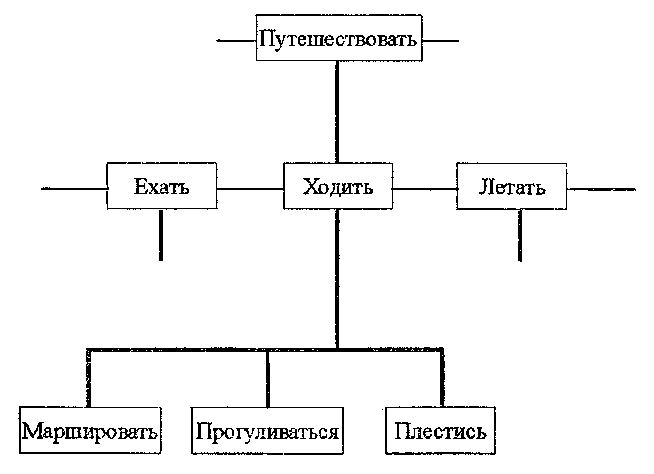 Путешествовать
Ехать
Ходить
Летать
Маршировать
Прогуливаться
Плестись